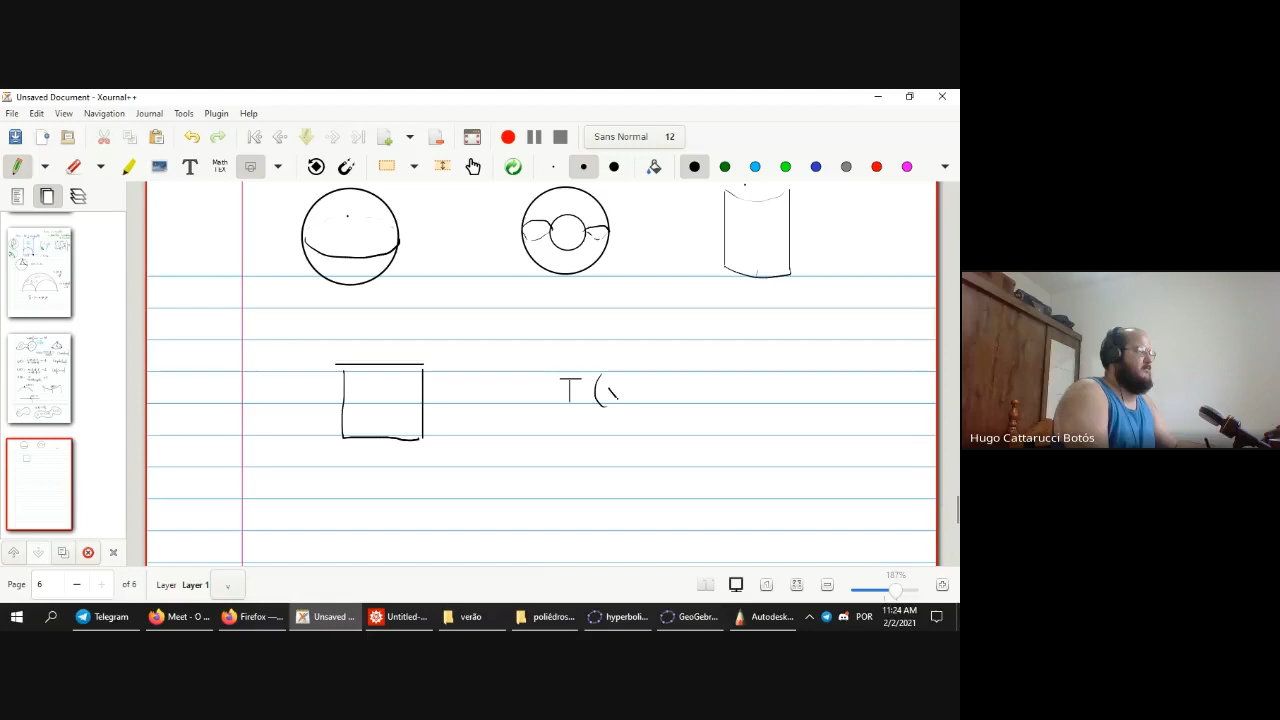 Unsaved Document - Xournal++
File Edit View Navigation Journal Tools Plugin Help
Sans Normal 12
Math
TEX
T (
Hugo Cattarucci Botós
187%
Page 6 of 6 Layer Layer 1
Telegram Meet - O ... Firefox —... Unsaved ... Untitled-... verão poliédros... hyperboli... GeoGebr... Autodesk... POR
11:24 AM
2/2/2021